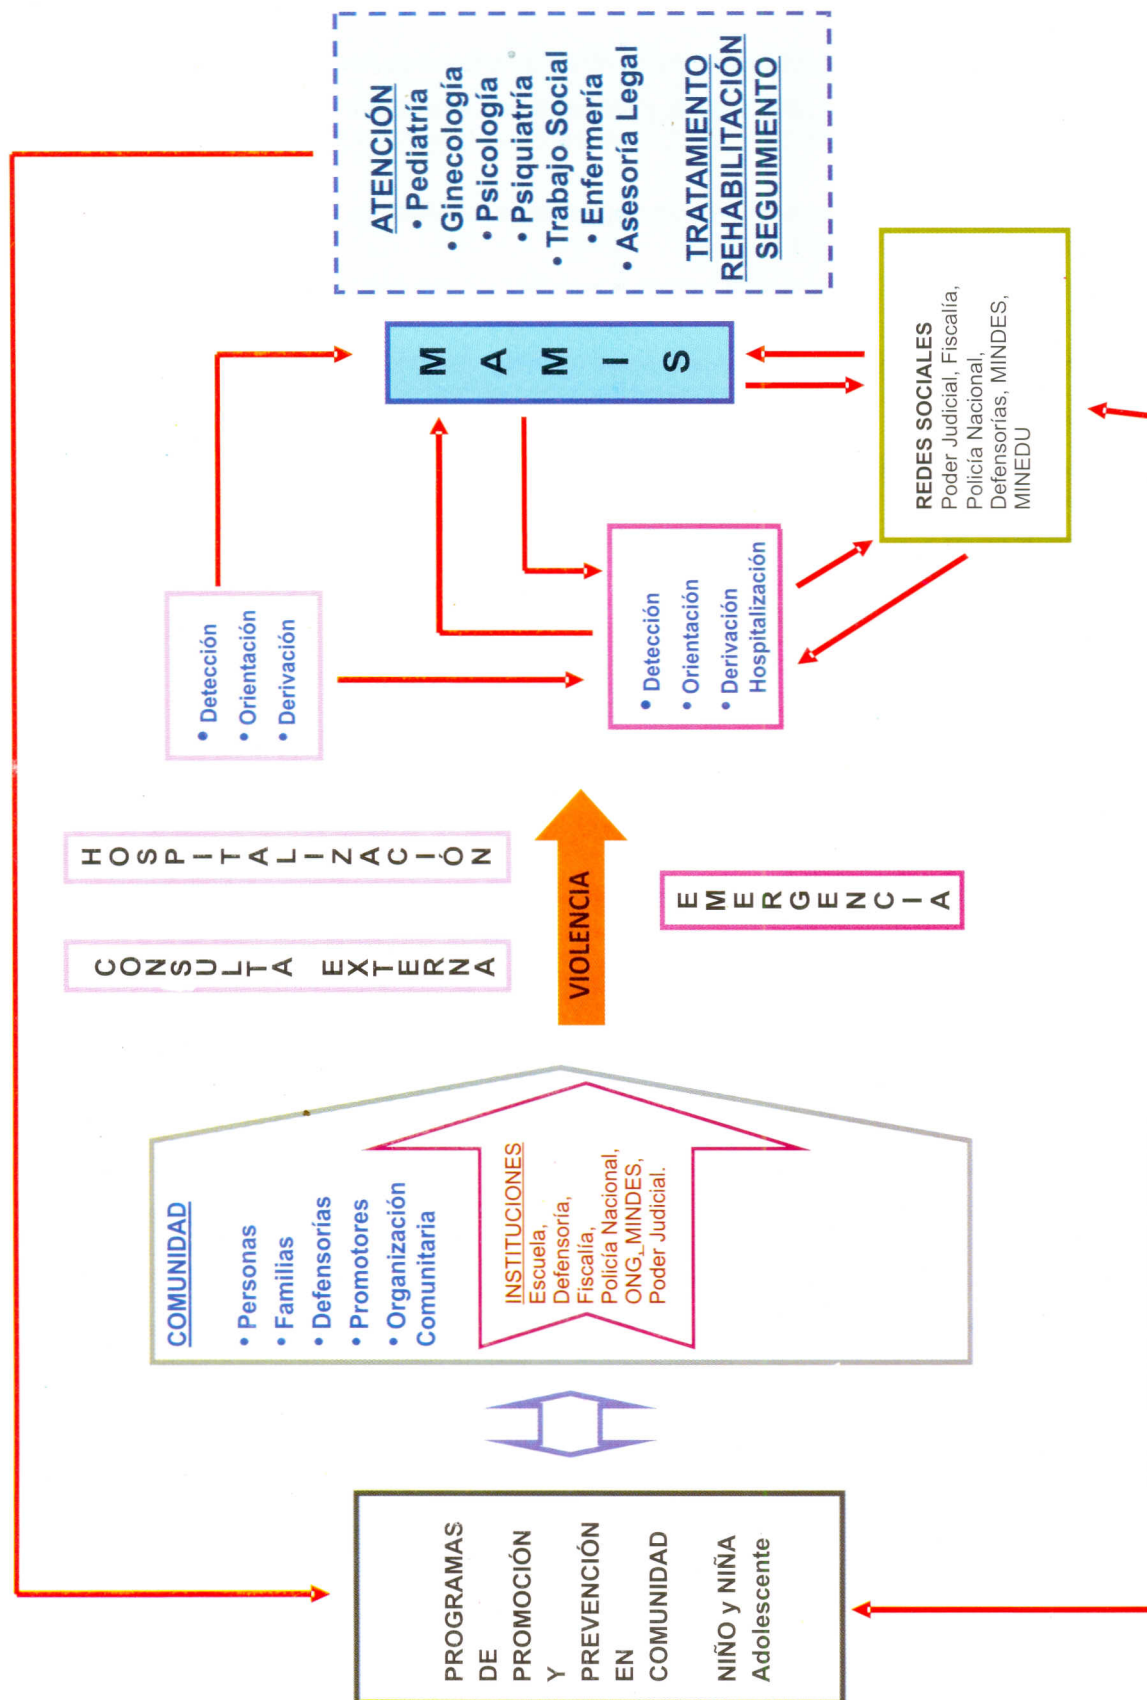 PROGRAMAS
DE
PROMOCIÓN
Y
PREVENCIÓN
EN
COMUNIDAD
NIÑO y NIÑA
Adolescente
COMUNIDAD
• Personas
• Familias
• Defensorías
• Promotores
• Organización
Comunitaria
INSTITUCIONES
Escuela,
Defensoría,
Fiscalía,
Policía Nacional,
ONG, MINDES,
Poder Judicial.
CONSULTA EXTERNA
HOSPITALIZACIÓN
VIOLENCIA
EMERGENCIA
• Detección
• Orientación
• Derivación
• Detección
• Orientación
• Derivación
Hospitalización
MAMIS
REDES SOCIALES
Poder Judicial, Fiscalía,
Policía Nacional,
Defensorías, MINDES,
MINEDU
ATENCIÓN
• Pediatría
• Ginecología
• Psicología
• Psiquiatría
• Trabajo Social
• Enfermería
• Asesoría Legal
TRATAMIENTO
REHABILITACIÓN
SEGUIMIENTO